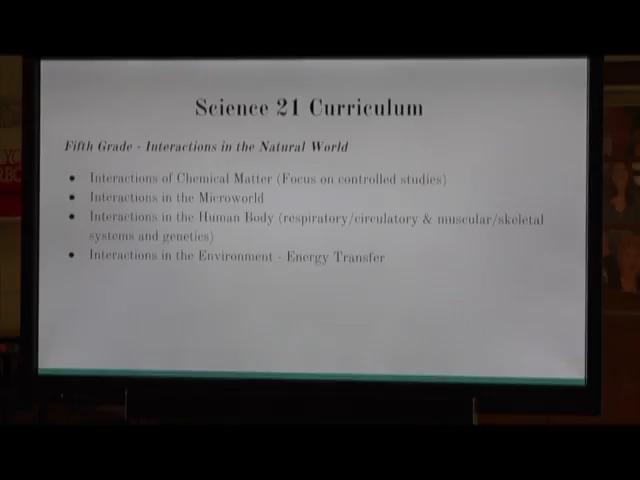 Science 21 Curriculum
Fifth Grade - Interactions in the Natural World
● Interactions of Chemical Matter (Focus on controlled studies)
● Interactions in the Microworld
● Interactions in the Human Body (respiratory/circulatory & muscular/skeletal
systems and genetics)
● Interactions in the Environment - Energy Transfer